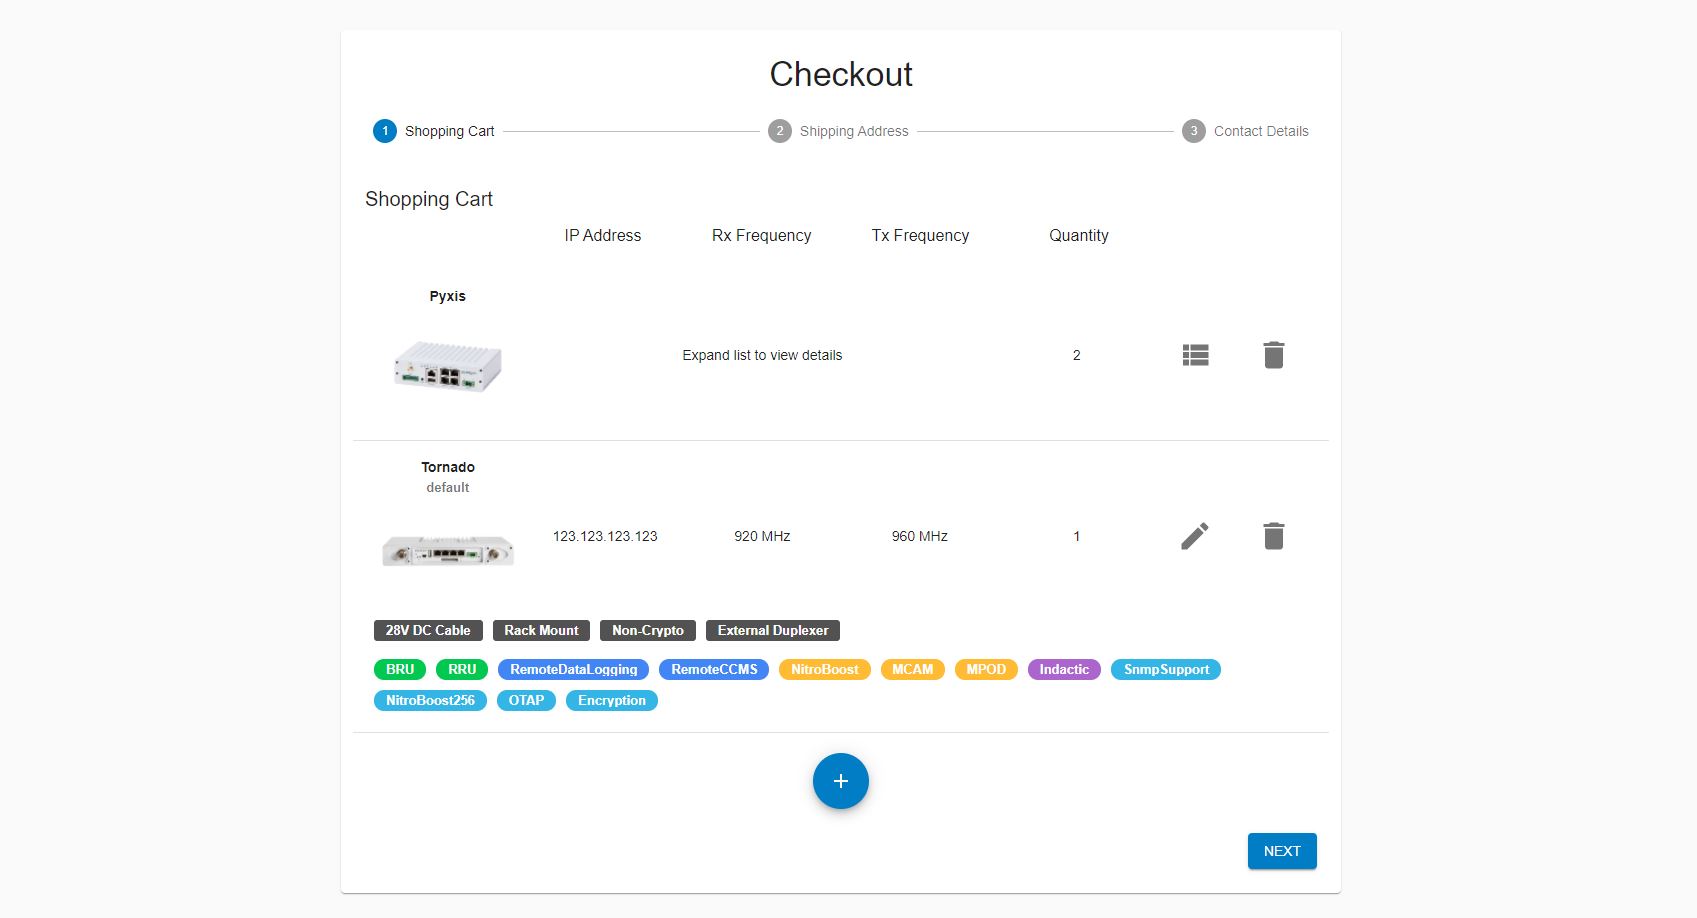 Checkout
1 Shopping Cart 2 Shipping Address 3 Contact Details
Shopping Cart
IP Address Rx Frequency Tx Frequency Quantity
Pyxis
Expand list to view details 2
Tornado
default
123.123.123.123 920 MHz 960 MHz 1
28V DC Cable Rack Mount Non-Crypto External Duplexer
BRU RRU RemoteDataLogging RemoteCCMS NitroBoost MCAM MPOD Indactic SnmpSupport
NitroBoost256 OTAP Encryption
+
NEXT